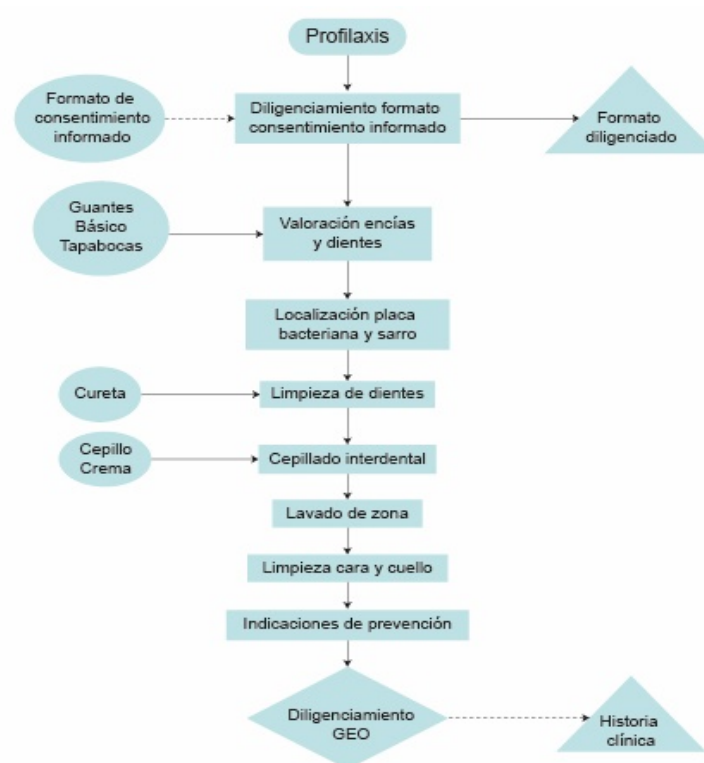 Profilaxis
Formato de
consentimiento
informado
Diligenciamiento formato
consentimiento informado
Formato
diligenciado
Guantes
Básico
Tapabocas
Valoración encías
y dientes
Localización placa
bacteriana y sarro
Cureta
Limpieza de dientes
Cepillo
Crema
Cepillado interdental
Lavado de zona
Limpieza cara y cuello
Indicaciones de prevención
Diligenciamiento
GEO
Historia
clínica